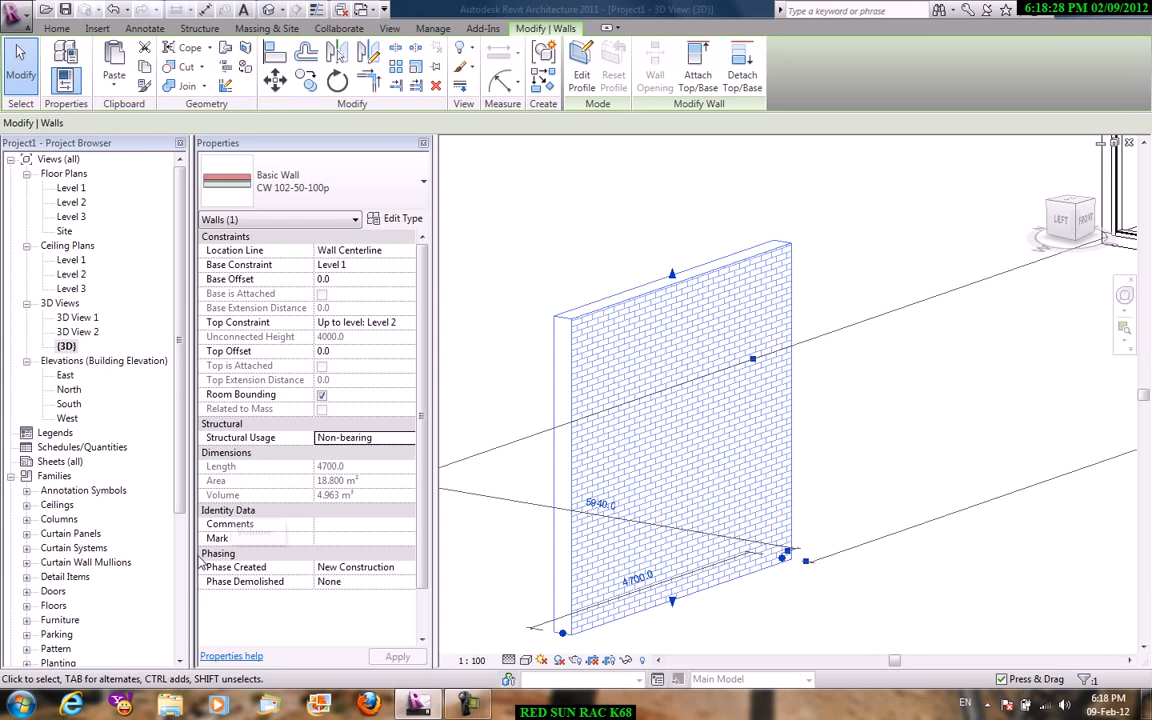 Autodesk Revit Architecture 2011 - [Project1 - 3D View: {3D}]
Type a keyword or phrase
6:18:28 PM 02/09/2012
Home Insert Annotate Structure Massing & Site Collaborate View Manage Add-Ins Modify | Walls
Modify
Paste
Cope
Cut
Join
Edit Profile
Reset Profile
Wall Opening
Attach Top/Base
Detach Top/Base
Select Properties Clipboard Geometry Modify View Measure Create Mode Modify Wall
Modify | Walls
Project1 - Project Browser
Views (all)
Floor Plans
Level 1
Level 2
Level 3
Site
Ceiling Plans
Level 1
Level 2
Level 3
3D Views
3D View 1
3D View 2
{3D}
Elevations (Building Elevation)
East
North
South
West
Legends
Schedules/Quantities
Sheets (all)
Families
Annotation Symbols
Ceilings
Columns
Curtain Panels
Curtain Systems
Curtain Wall Mullions
Detail Items
Doors
Floors
Furniture
Parking
Pattern
Planting
Properties
Basic Wall
CW 102-50-100p
Walls (1)
Edit Type
Constraints
Location Line Wall Centerline
Base Constraint Level 1
Base Offset 0.0
Base is Attached
Base Extension Distance 0.0
Top Constraint Up to level: Level 2
Unconnected Height 4000.0
Top Offset 0.0
Top is Attached
Top Extension Distance 0.0
Room Bounding
Related to Mass
Structural
Structural Usage Non-bearing
Dimensions
Length 4700.0
Area 18.800 m²
Volume 4.963 m³
Identity Data
Comments
Mark
Phasing
Phase Created New Construction
Phase Demolished None
Properties help
Apply
LEFT FRONT
5940.0
4700.0
1 : 100
Click to select, TAB for alternates, CTRL adds, SHIFT unselects.
Main Model
Press & Drag
:1
EN
6:18 PM
09-Feb-12
RED SUN RAC K68